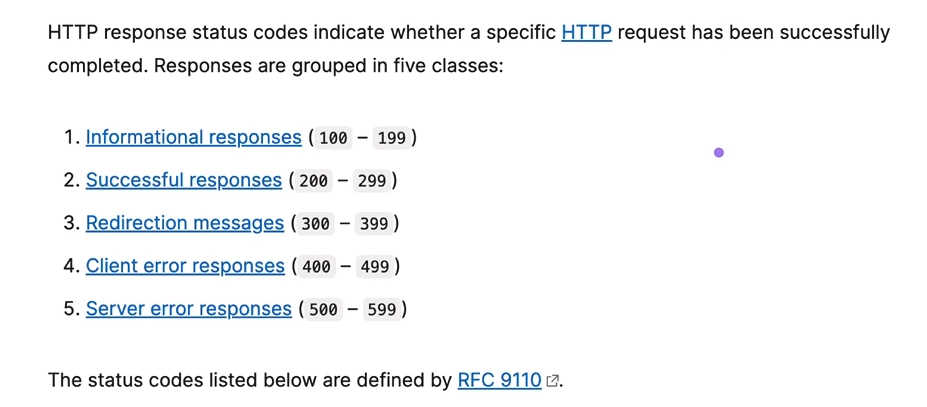 HTTP response status codes indicate whether a specific HTTP request has been successfully
completed. Responses are grouped in five classes:
1. Informational responses ( 100 – 199 )
2. Successful responses ( 200 – 299 )
3. Redirection messages ( 300 – 399 )
4. Client error responses ( 400 – 499 )
5. Server error responses ( 500 – 599 )
The status codes listed below are defined by RFC 9110.